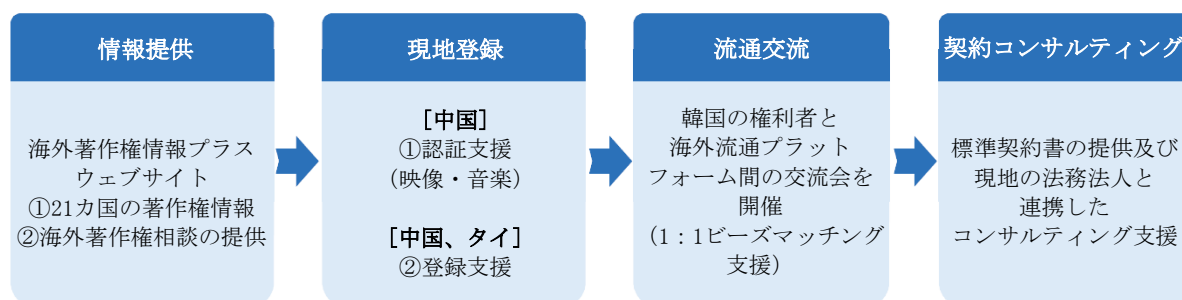 情報提供
海外著作権情報プラス
ウェブサイト
①21カ国の著作権情報
②海外著作権相談の提供
現地登録
[中国]
①認証支援
(映像・音楽)
[中国、タイ]
②登録支援
流通交流
韓国の権利者と
海外流通プラット
フォーム間の交流会を
開催
(1：1ビーズマッチング
支援)
契約コンサルティング
標準契約書の提供及び
現地の法務法人と
連携した
コンサルティング支援